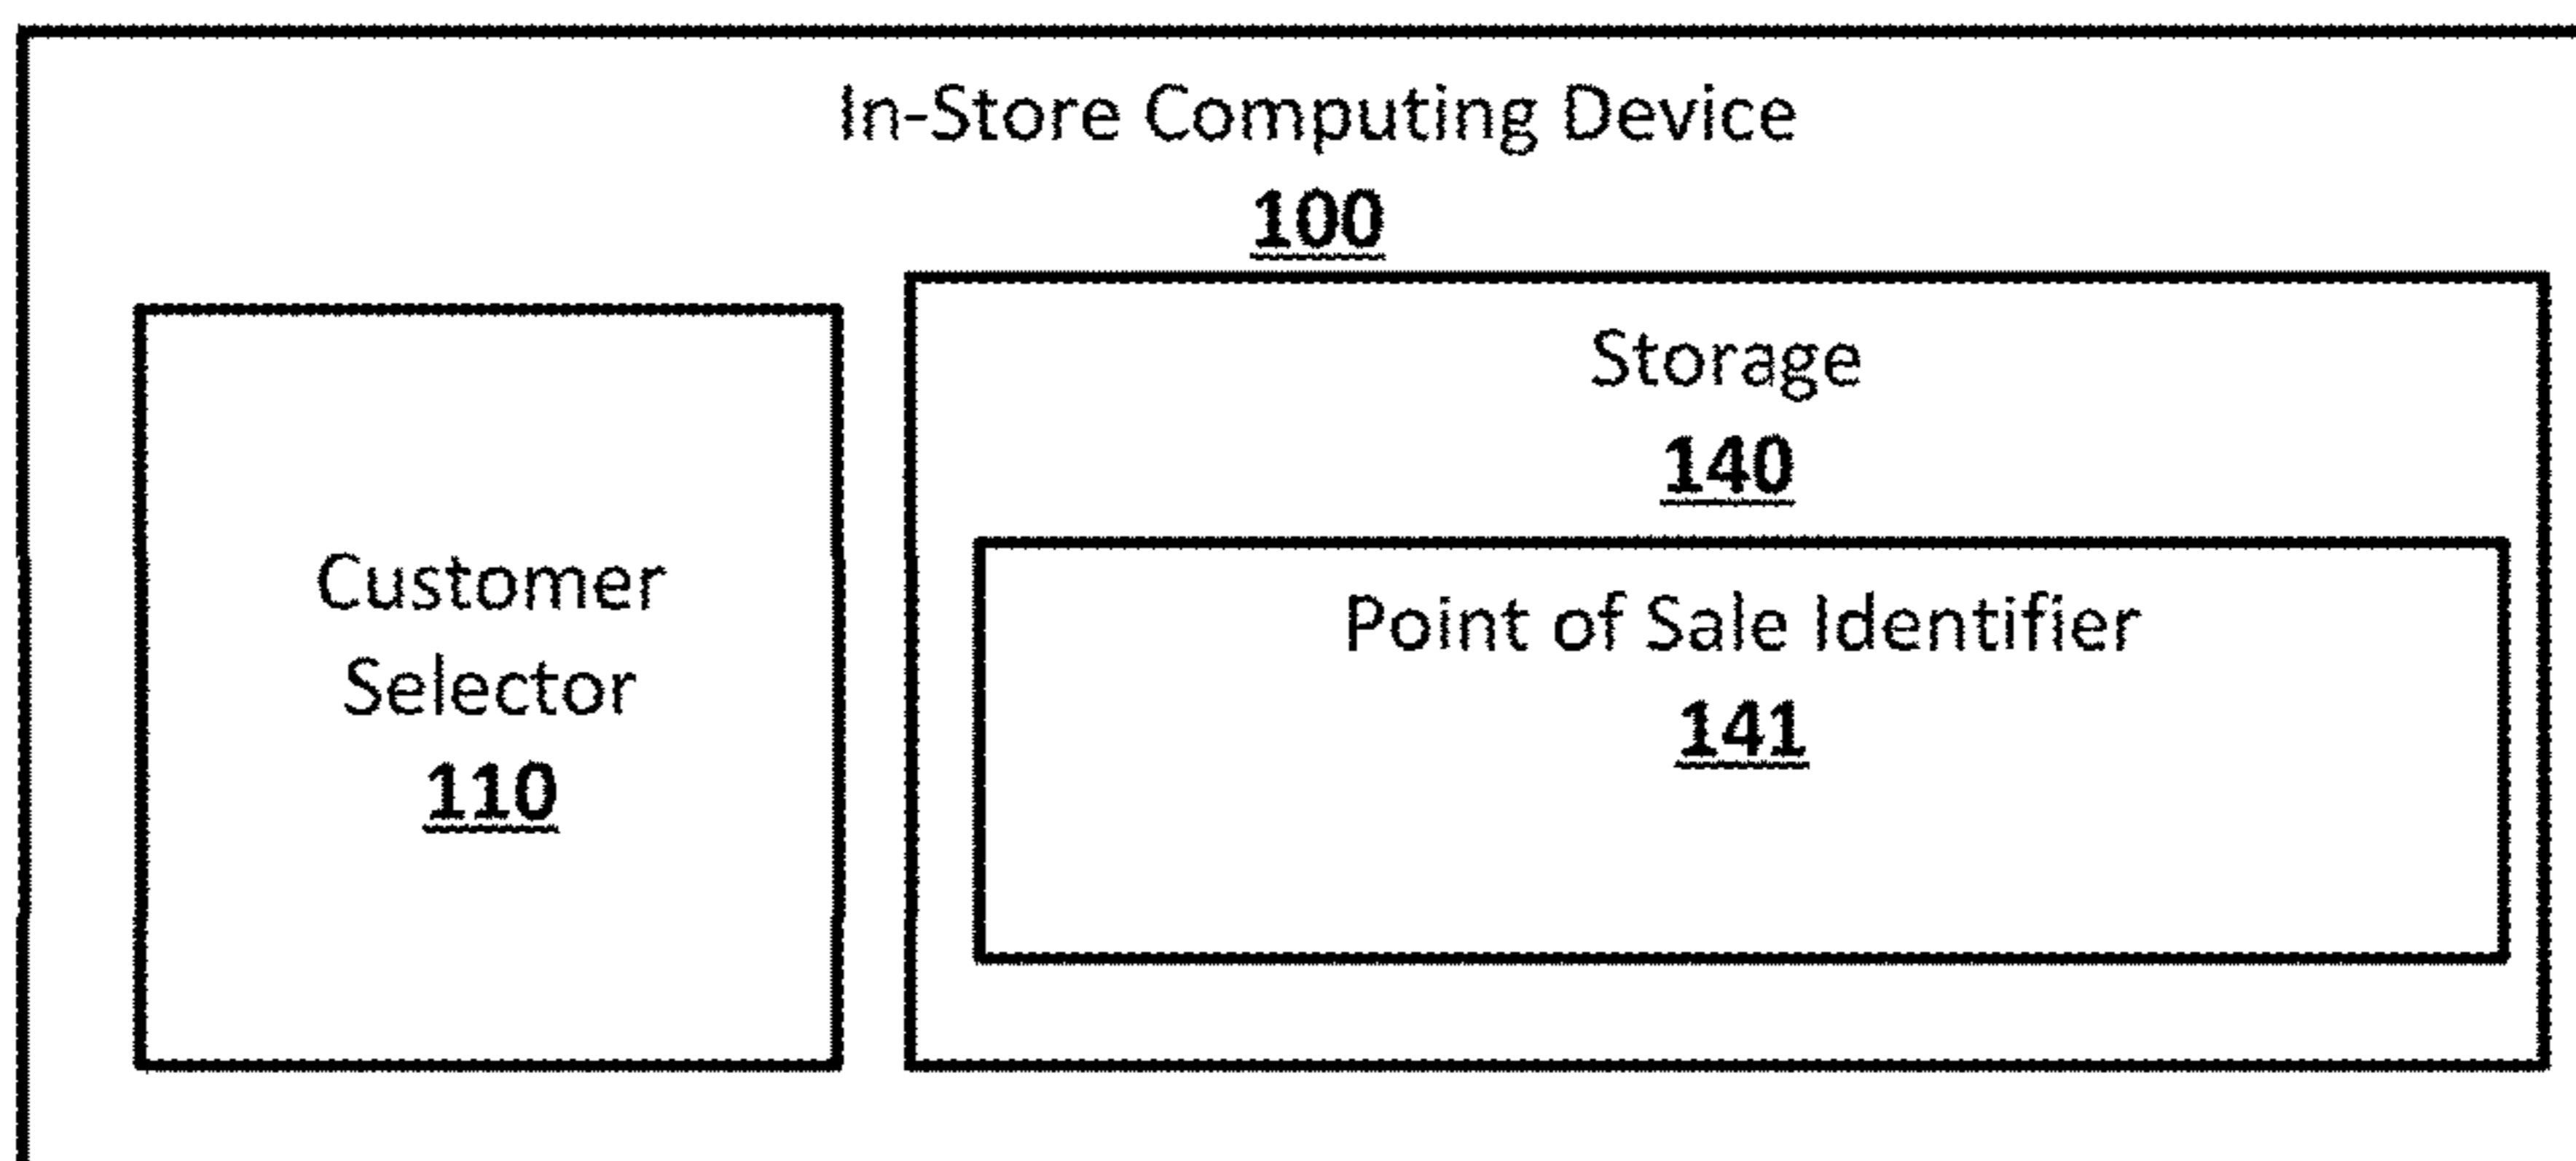 In-Store Computing Device
100
Customer
Selector
110
Storage
140
Point of Sale Identifier
141